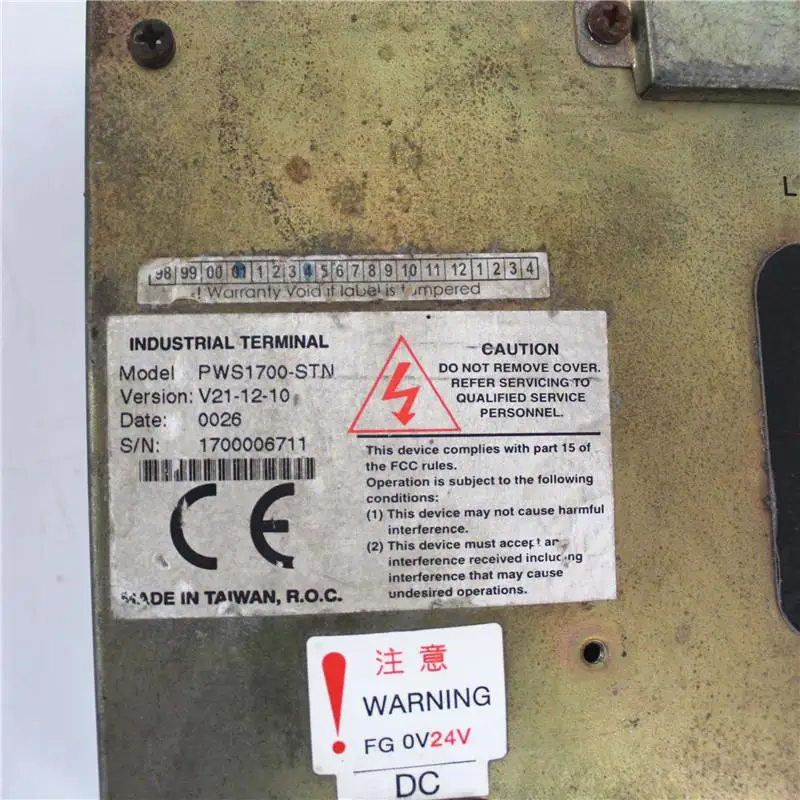 L
98 99 00 01 1 2 3 4 5 6 7 8 9 10 11 12 1 2 3 4
! Warranty Void if label is tampered
INDUSTRIAL TERMINAL
Model PWS1700-STN
Version: V21-12-10
Date: 0026
S/N: 1700006711
CE
MADE IN TAIWAN, R.O.C.
CAUTION
DO NOT REMOVE COVER.
REFER SERVICING TO
QUALIFIED SERVICE
PERSONNEL.
This device complies with part 15 of
the FCC rules.
Operation is subject to the following
conditions:
(1) This device may not cause harmful
interference.
(2) This device must accept an
interference received including
interference that may cause
undesired operations.
注意
WARNING
FG 0V24V
DC